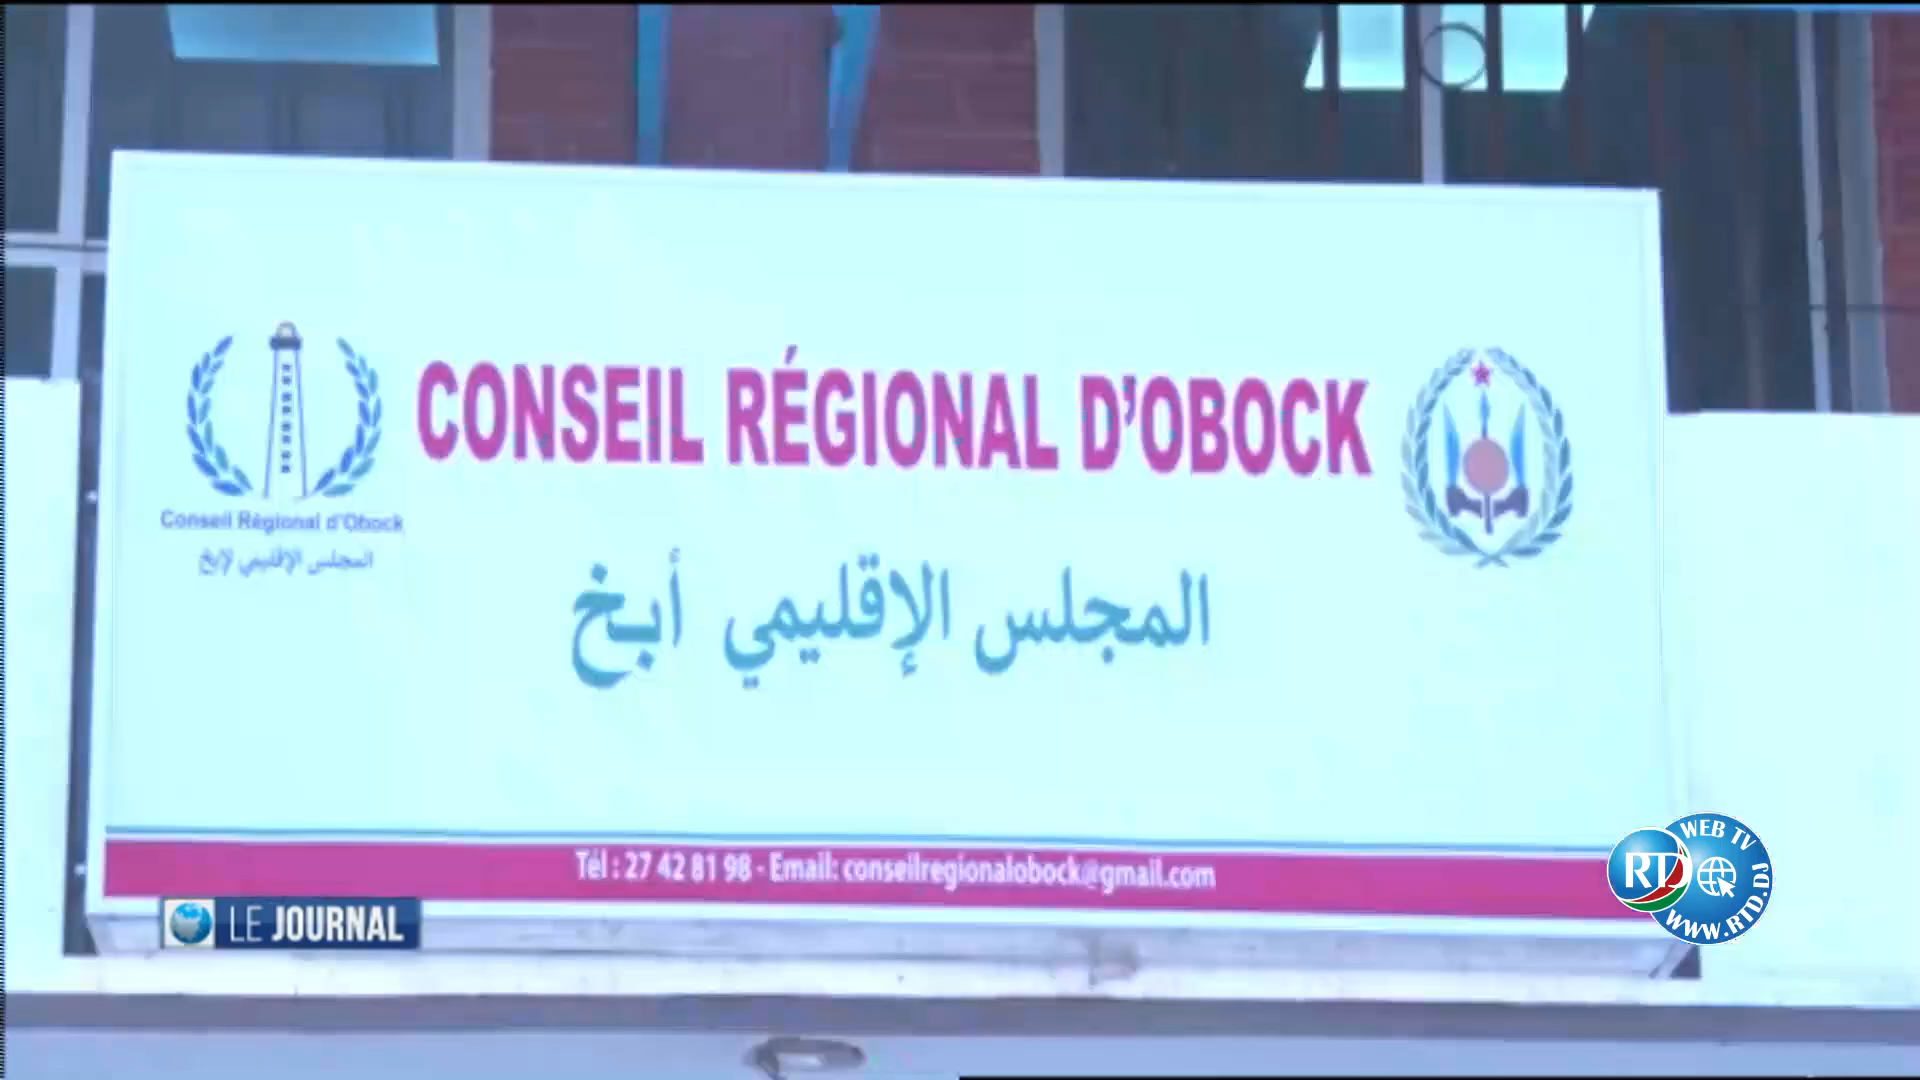 CONSEIL RÉGIONAL D'OBOCK
Conseil Régional d'Obock
المجلس الإقليمي لإبخ
المجلس الإقليمي أبخ
Tél : 27 42 81 98 - Email: conseilregionalobock@gmail.com
LE JOURNAL
WEB TV
RTD
WWW.RTD.DJ